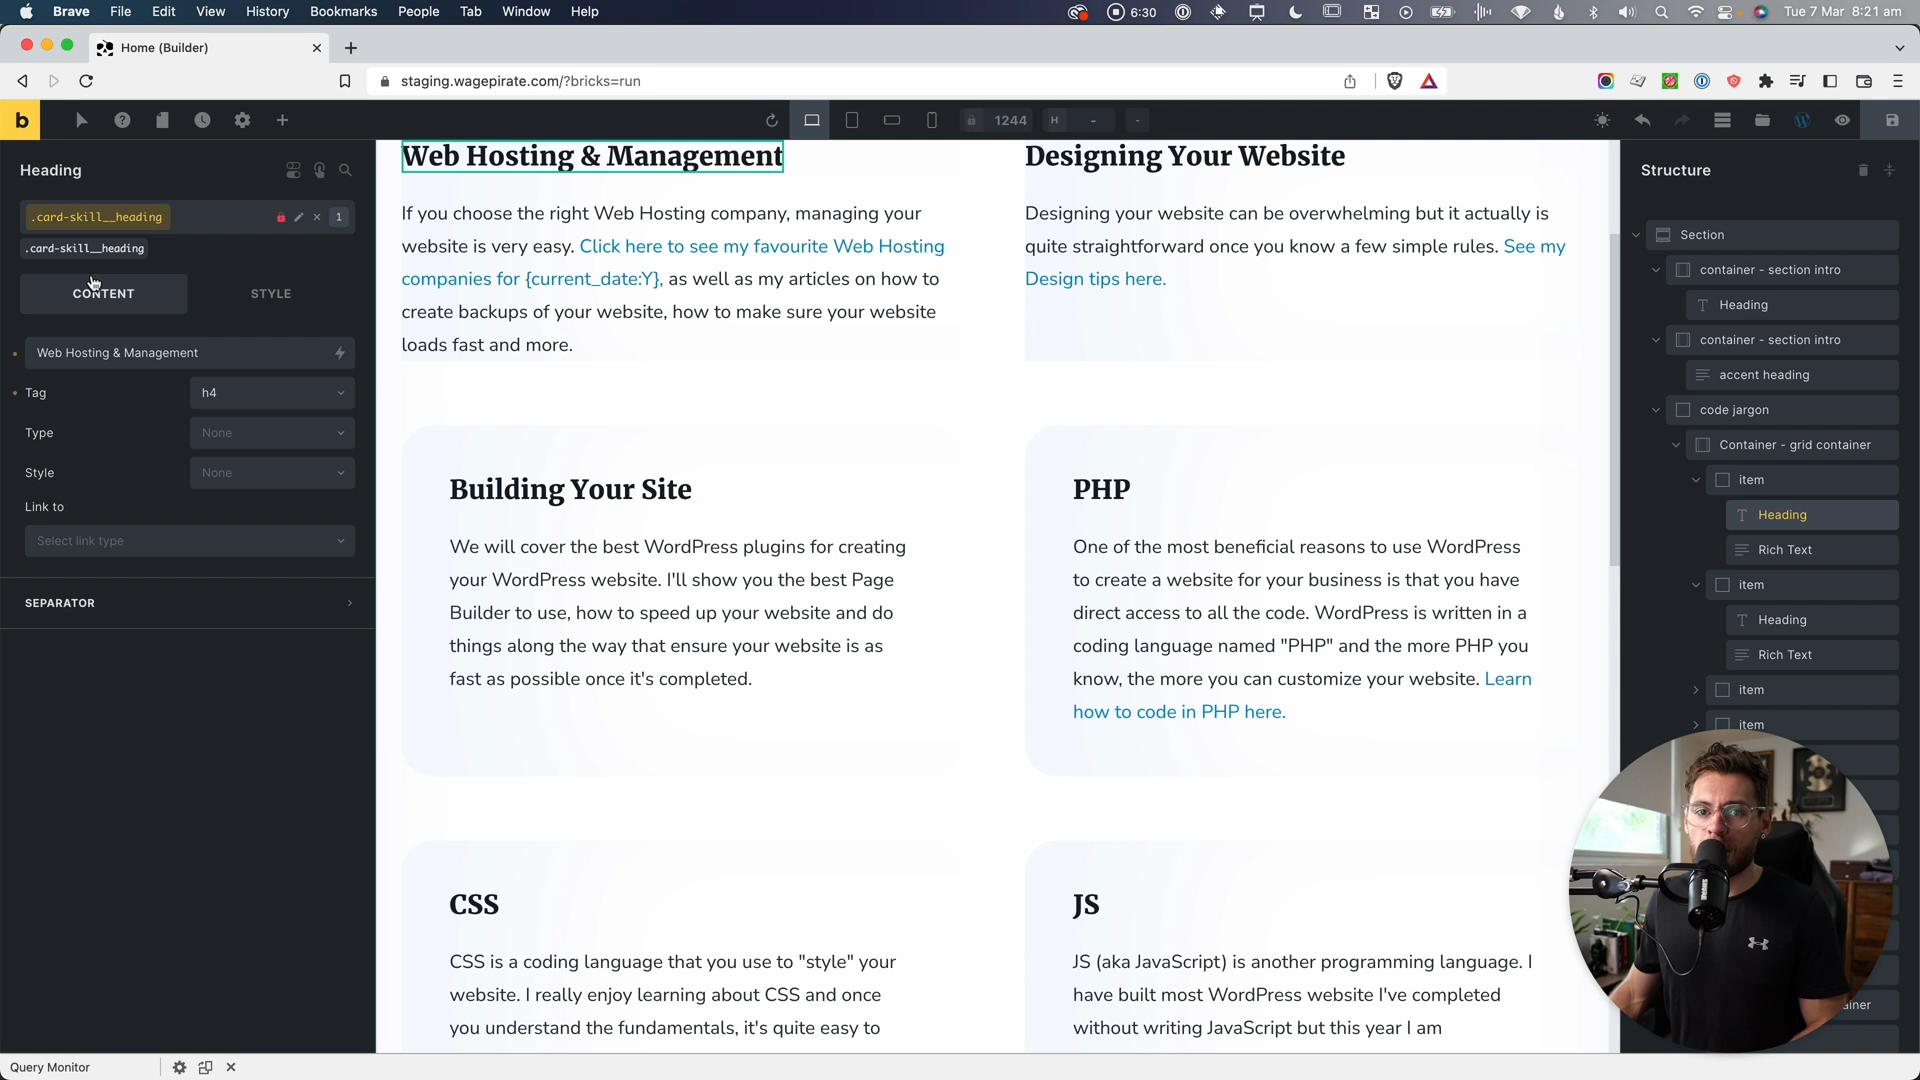 Brave File Edit View History Bookmarks People Tab Window Help 6:30 Tue 7 Mar 8:21 am
Home (Builder)
staging.wagepirate.com/?bricks=run
b 1244 H - -
Heading
.card-skill__heading 1
.card-skill__heading
CONTENT STYLE
Web Hosting & Management
Tag h4
Type None
Style None
Link to
Select link type
SEPARATOR
Web Hosting & Management
If you choose the right Web Hosting company, managing your
website is very easy. Click here to see my favourite Web Hosting
companies for {current_date:Y}, as well as my articles on how to
create backups of your website, how to make sure your website
loads fast and more.
Designing Your Website
Designing your website can be overwhelming but it actually is
quite straightforward once you know a few simple rules. See my
Design tips here.
Building Your Site
We will cover the best WordPress plugins for creating
your WordPress website. I'll show you the best Page
Builder to use, how to speed up your website and do
things along the way that ensure your website is as
fast as possible once it's completed.
PHP
One of the most beneficial reasons to use WordPress
to create a website for your business is that you have
direct access to all the code. WordPress is written in a
coding language named "PHP" and the more PHP you
know, the more you can customize your website. Learn
how to code in PHP here.
CSS
CSS is a coding language that you use to "style" your
website. I really enjoy learning about CSS and once
you understand the fundamentals, it's quite easy to
JS
JS (aka JavaScript) is another programming language. I
have built most WordPress website I've completed
without writing JavaScript but this year I am
Structure
Section
container - section intro
Heading
container - section intro
accent heading
code jargon
Container - grid container
item
Heading
Rich Text
item
Heading
Rich Text
item
item
ainer
Query Monitor